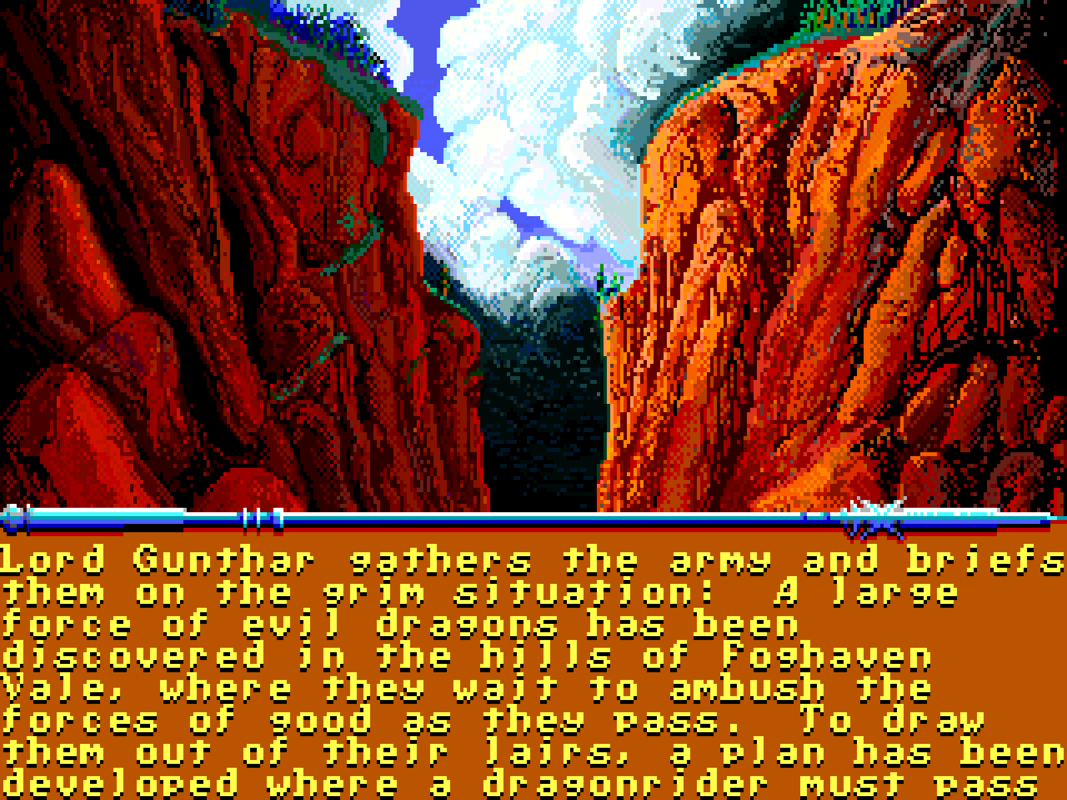 Lord Gunthar gathers the army and briefs
them on the grim situation:  A large
force of evil dragons has been
discovered in the hills of Foghaven
Vale, where they wait to ambush the
forces of good as they pass.  To draw
them out of their lairs, a plan has been
developed where a dragonrider must pass